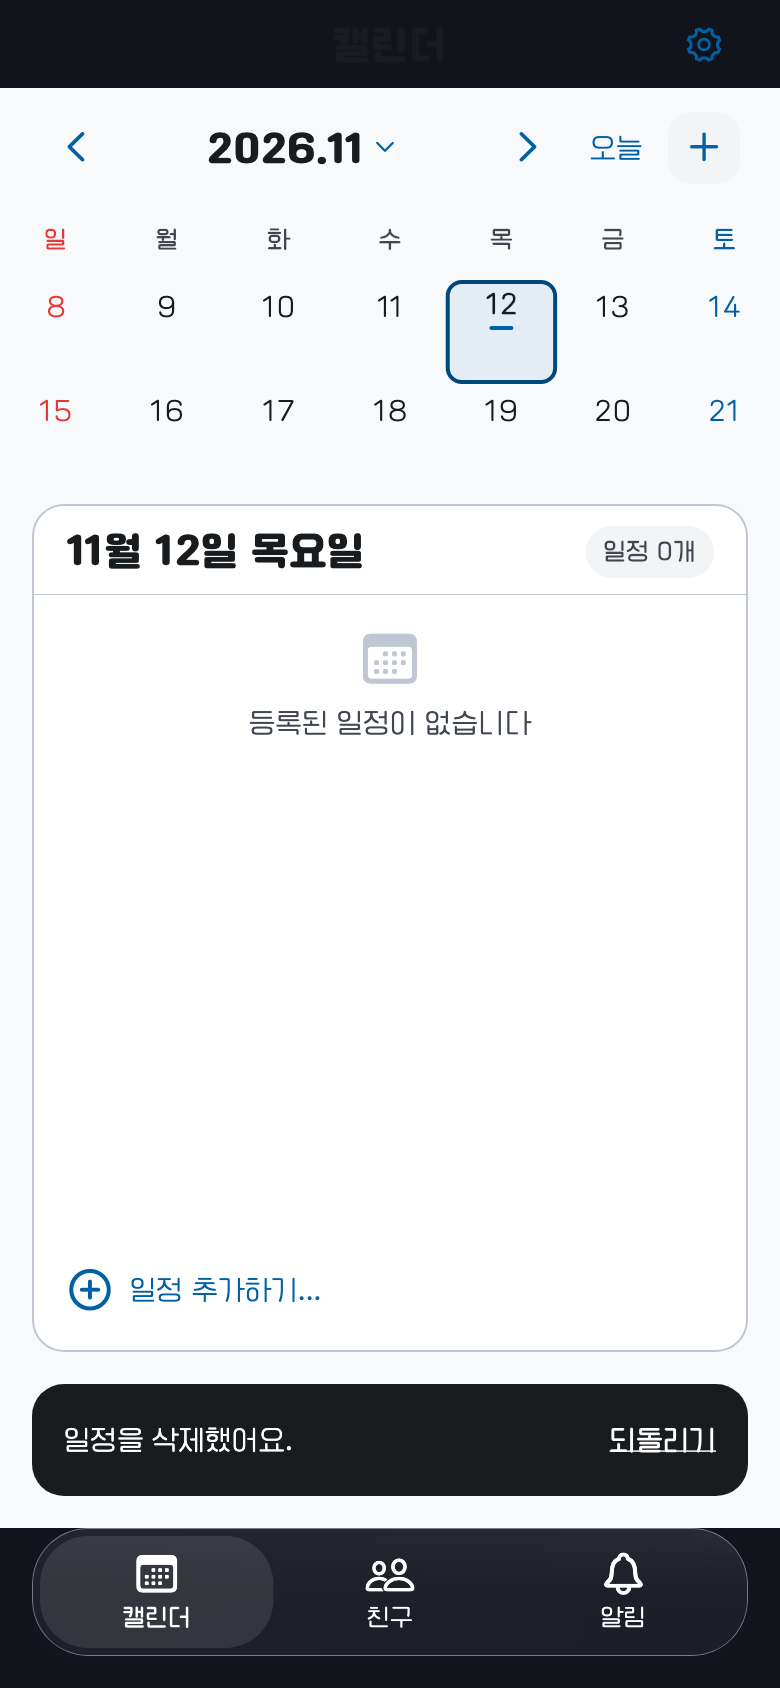 캘린더
2026.11
오늘
일 월 화 수 목 금 토
8 9 10 11 12 13 14
15 16 17 18 19 20 21
11월 12일 목요일
일정 0개
등록된 일정이 없습니다
일정 추가하기...
일정을 삭제했어요.
되돌리기
캘린더 친구 알림